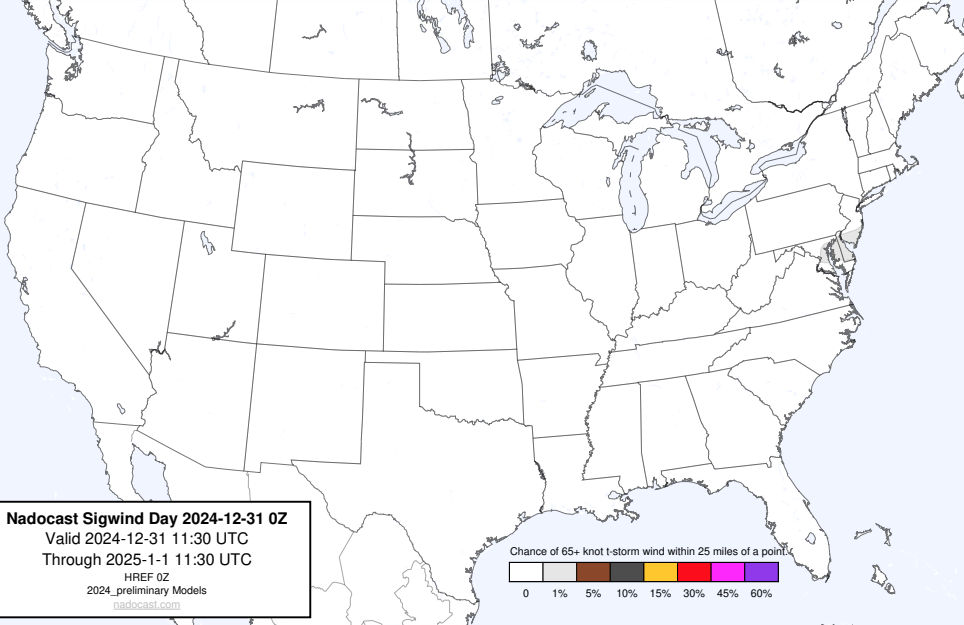 Nadocast Sigwind Day 2024-12-31 0Z
Valid 2024-12-31 11:30 UTC
Through 2025-1-1 11:30 UTC
HREF 0Z
2024_preliminary Models
nadocast.com
Chance of 65+ knot t-storm wind within 25 miles of a point.
0 1% 5% 10% 15% 30% 45% 60%